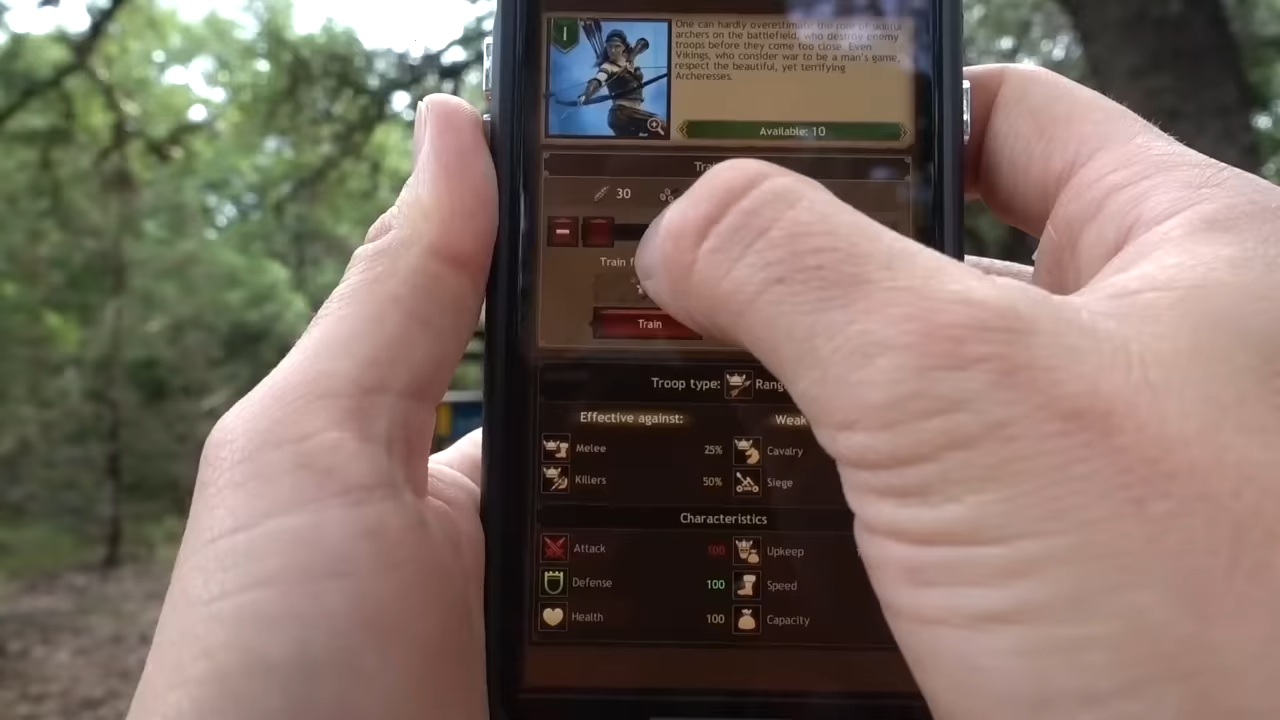 I
One can hardly overestimate the role of skillful
archers on the battlefield, who destroy enemy
troops before they come too close. Even
Vikings, who consider war to be a man's game,
respect the beautiful, yet terrifying
Archeresses.
Available: 10
30
Train
Train
Troop type:
Effective against:
Melee 25% Cavalry
Killers 50% Siege
Characteristics
Attack 100 Upkeep
Defense 100 Speed
Health 100 Capacity